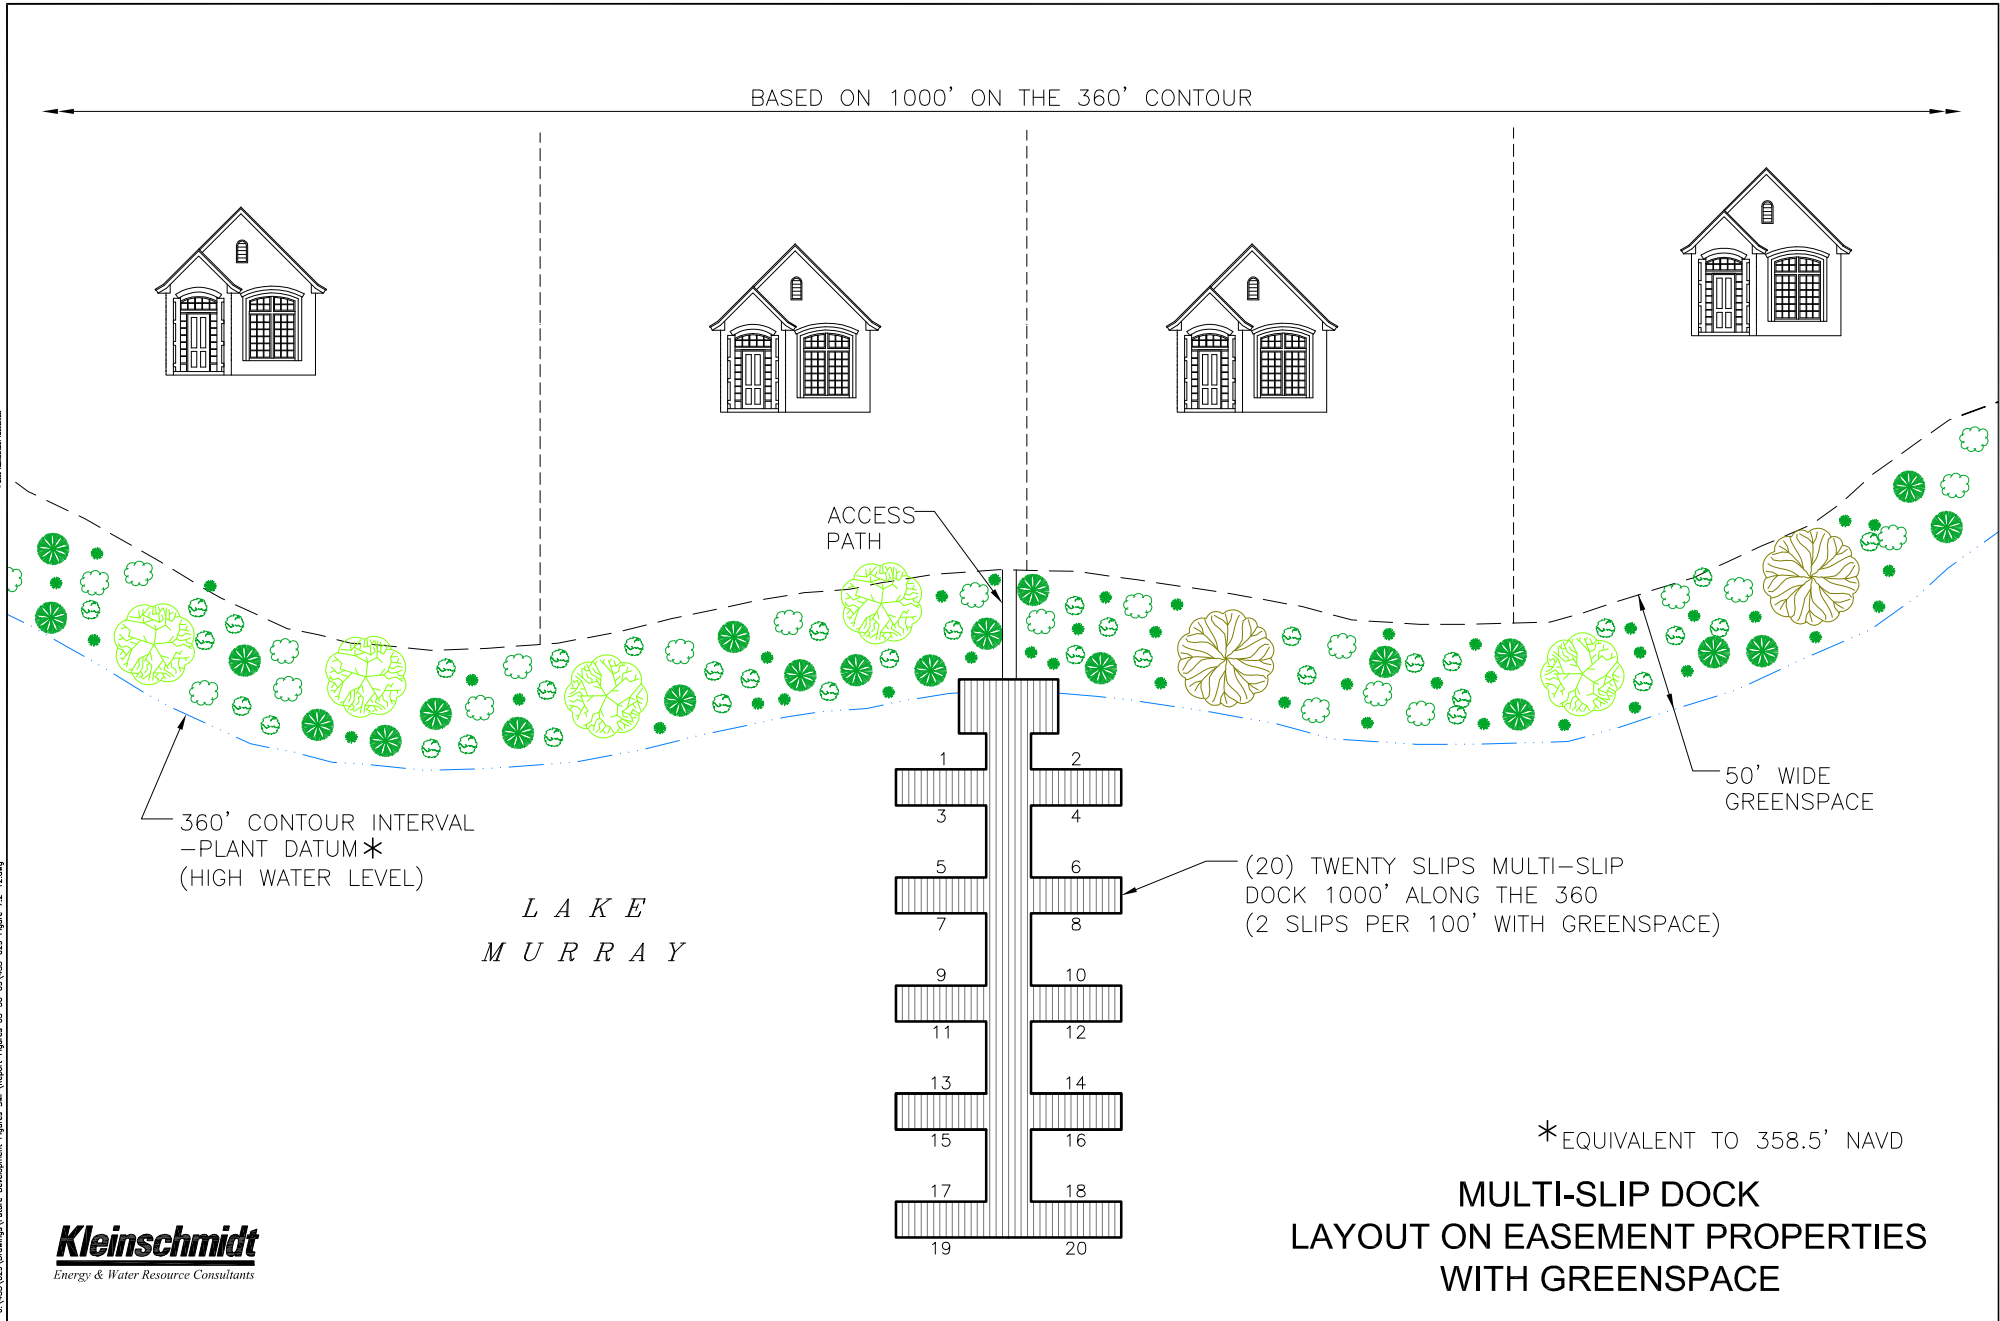 BASED ON 1000' ON THE 360' CONTOUR
ACCESS
PATH
50' WIDE
GREENSPACE
360' CONTOUR INTERVAL
-PLANT DATUM*
(HIGH WATER LEVEL)
LAKE
MURRAY
1 2
3 4
5 6
7 8
9 10
11 12
13 14
15 16
17 18
19 20
(20) TWENTY SLIPS MULTI-SLIP
DOCK 1000' ALONG THE 360
(2 SLIPS PER 100' WITH GREENSPACE)
*EQUIVALENT TO 358.5' NAVD
MULTI-SLIP DOCK
LAYOUT ON EASEMENT PROPERTIES
WITH GREENSPACE
Kleinschmidt
Energy & Water Resource Consultants